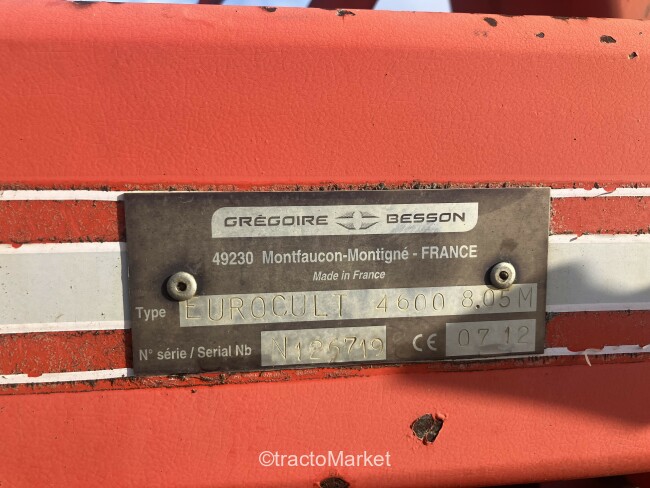 GRÉGOIRE BESSON
49230 Montfaucon-Montigné - FRANCE
Made in France
Type EUROCULT 4600 8.05M
N° série / Serial Nb N126719 CE 07 12
©tractoMarket